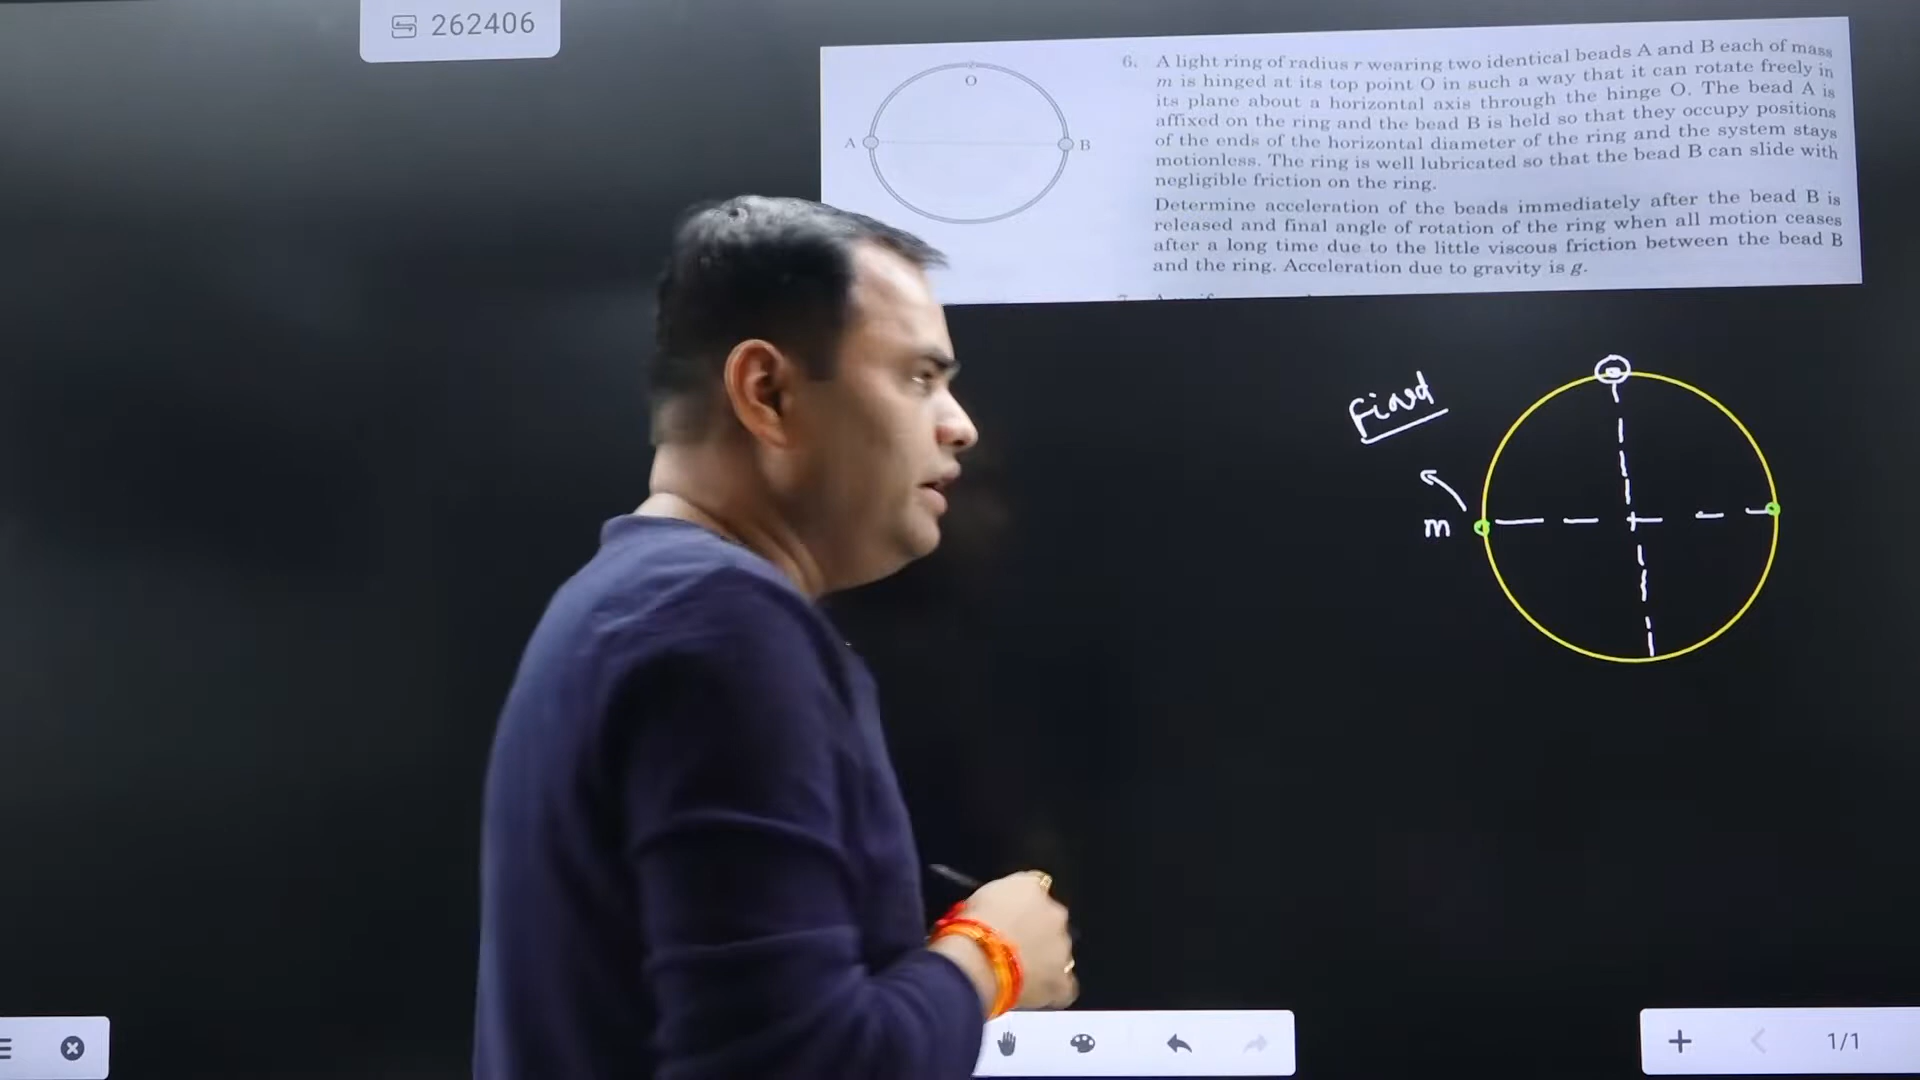 262406
O
A
B
6. A light ring of radius r wearing two identical beads A and B each of mass
m is hinged at its top point O in such a way that it can rotate freely in
its plane about a horizontal axis through the hinge O. The bead A is
affixed on the ring and the bead B is held so that they occupy positions
of the ends of the horizontal diameter of the ring and the system stays
motionless. The ring is well lubricated so that the bead B can slide with
negligible friction on the ring.
Determine acceleration of the beads immediately after the bead B is
released and final angle of rotation of the ring when all motion ceases
after a long time due to the little viscous friction between the bead B
and the ring. Acceleration due to gravity is g.
m
1/1